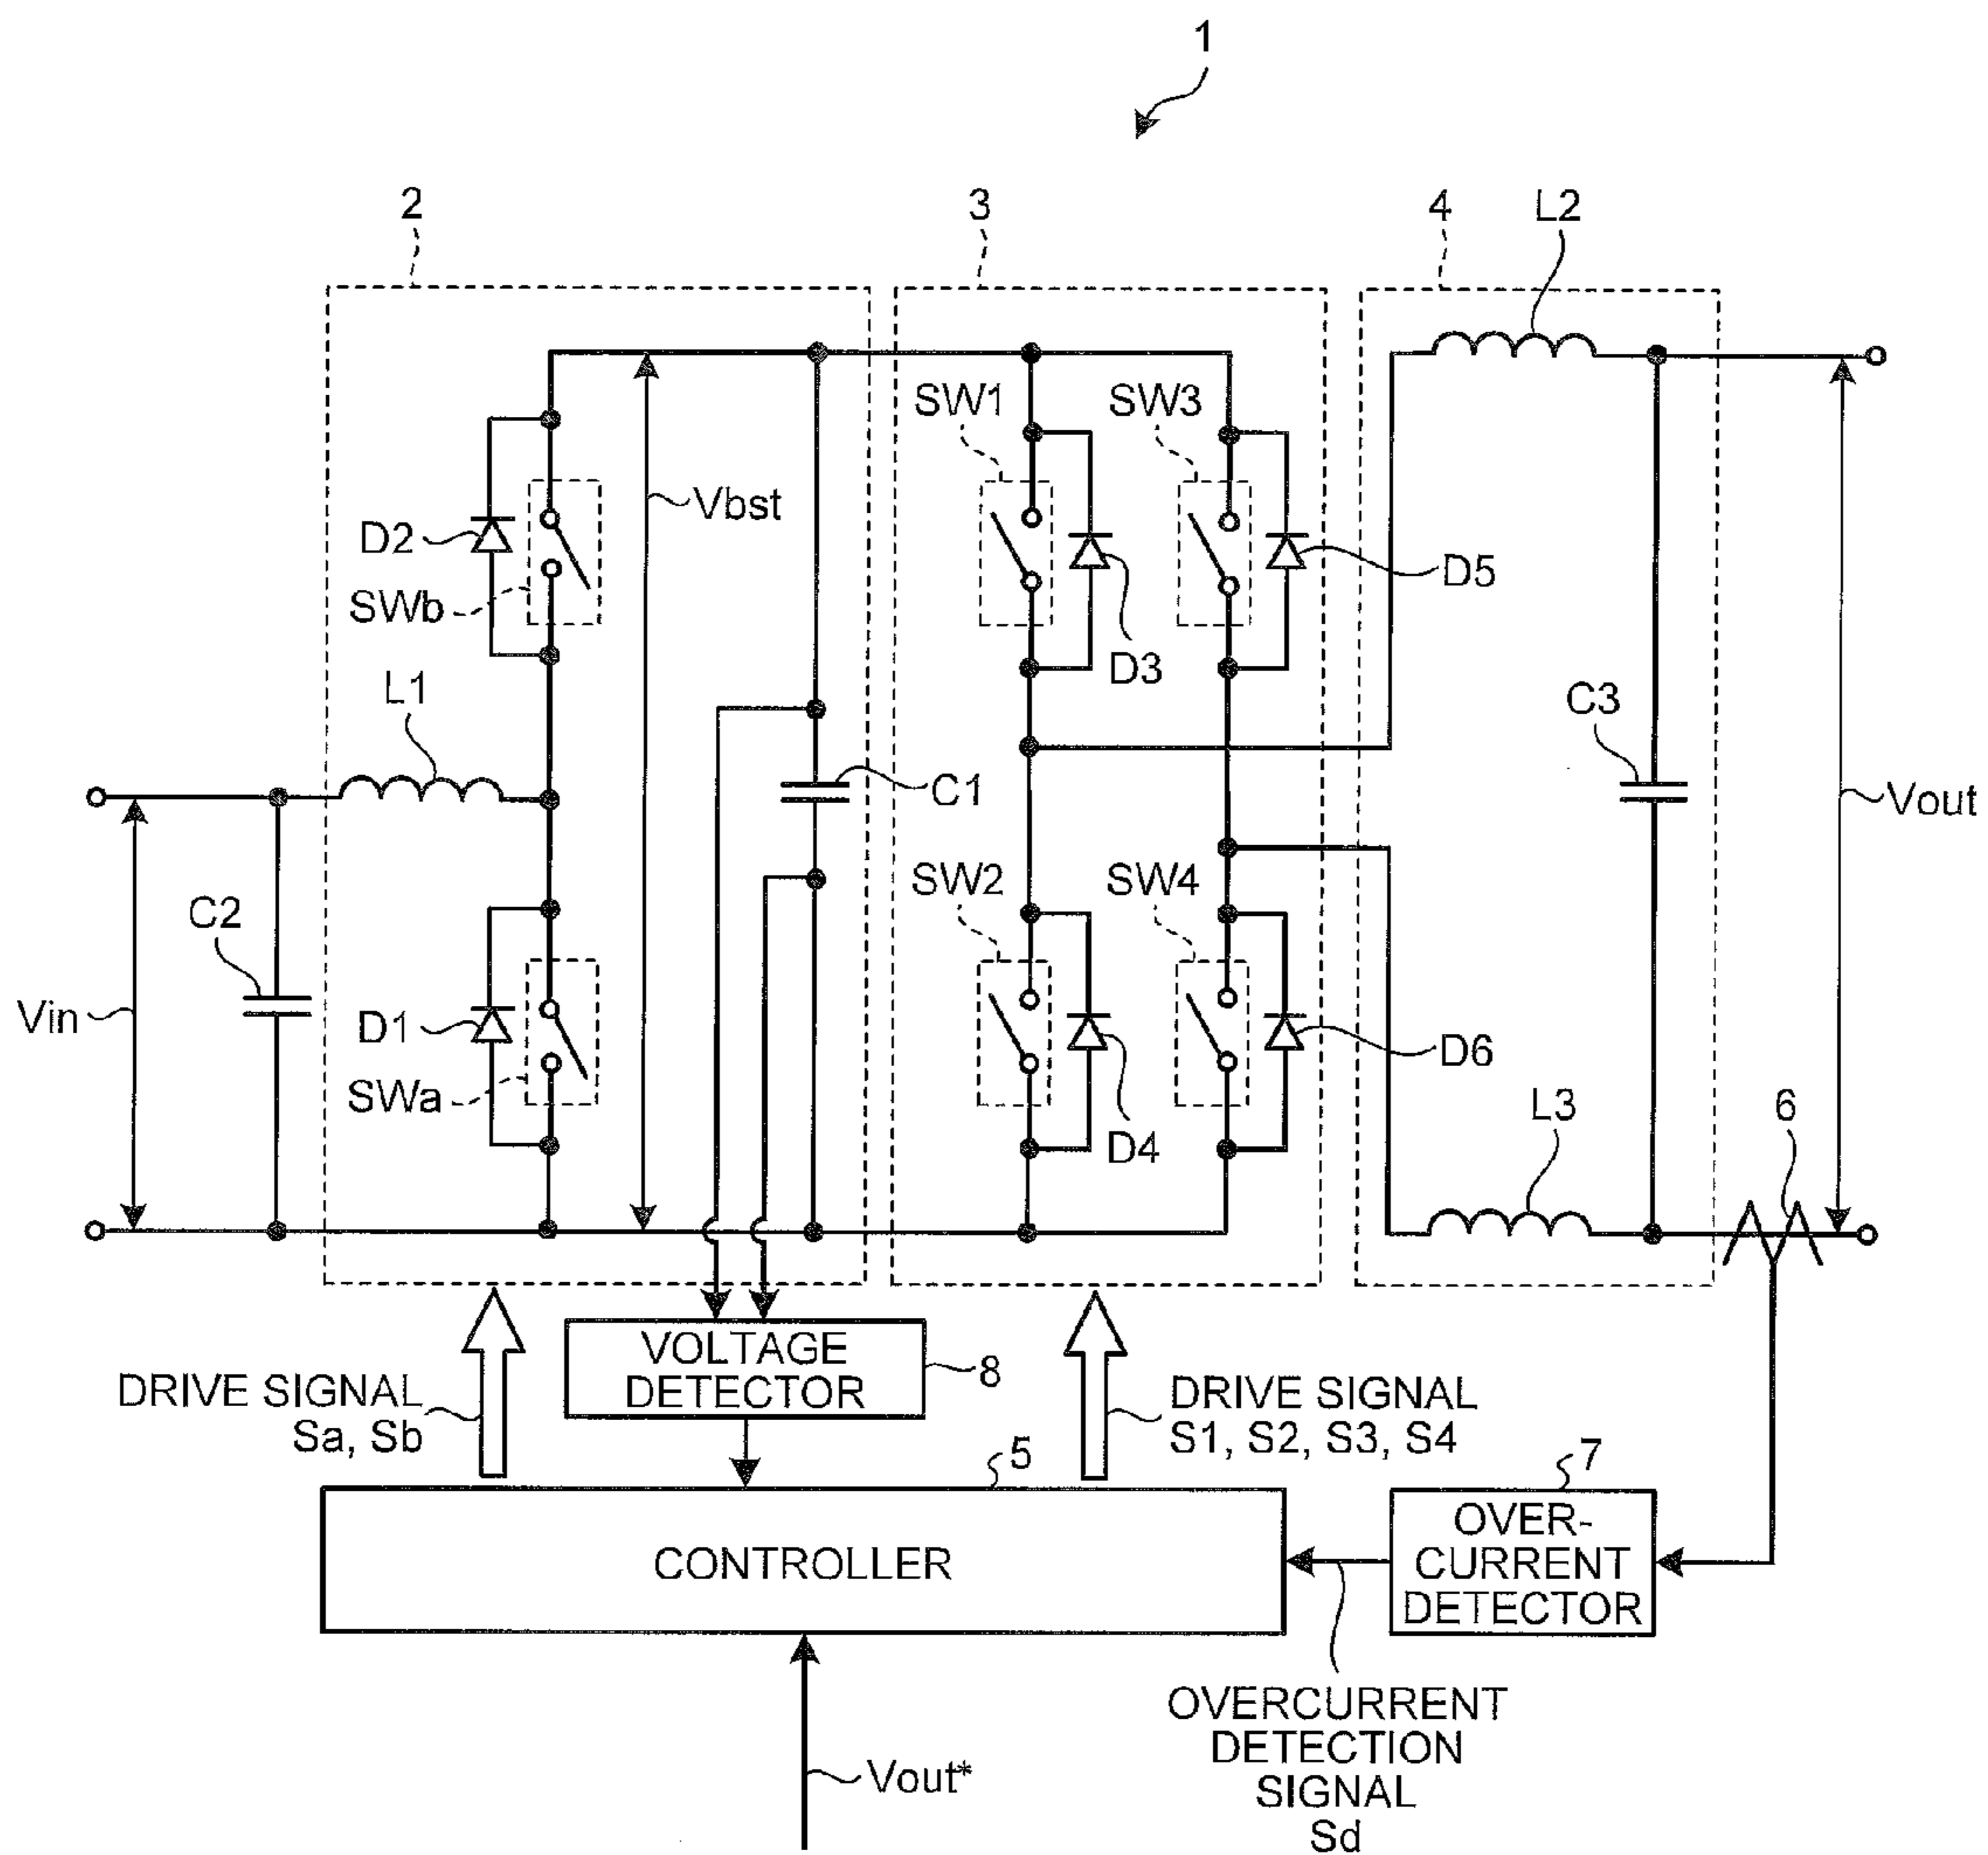 1
2
3
4
L2
SW1
SW3
Vbst
D2
D5
SWb
D3
L1
C3
C1
Vout
SW2
SW4
C2
Vin
D1
D6
SWa
L3
6
D4
VOLTAGE
DETECTOR
8
DRIVE SIGNAL
Sa, Sb
DRIVE SIGNAL
S1, S2, S3, S4
5
7
CONTROLLER
OVER-
CURRENT
DETECTOR
OVERCURRENT
DETECTION
SIGNAL
Sd
Vout*